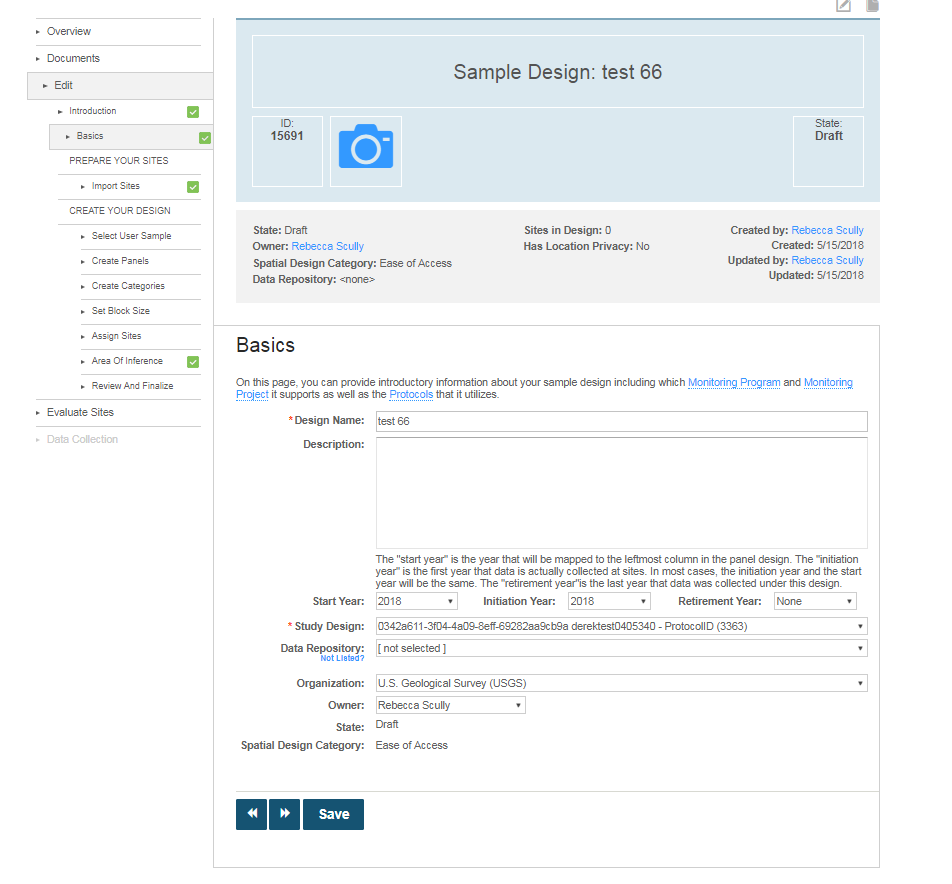 Overview
Documents
Edit
Introduction
Basics
PREPARE YOUR SITES
Import Sites
CREATE YOUR DESIGN
Select User Sample
Create Panels
Create Categories
Set Block Size
Assign Sites
Area Of Inference
Review And Finalize
Evaluate Sites
Data Collection
Sample Design: test 66
ID:
15691
State:
Draft
State: Draft
Owner: Rebecca Scully
Spatial Design Category: Ease of Access
Data Repository: <none>
Sites in Design: 0
Has Location Privacy: No
Created by: Rebecca Scully
Created: 5/15/2018
Updated by: Rebecca Scully
Updated: 5/15/2018
Basics
On this page, you can provide introductory information about your sample design including which Monitoring Program and Monitoring
Project it supports as well as the Protocols that it utilizes.
*Design Name: test 66
Description:
The "start year" is the year that will be mapped to the leftmost column in the panel design. The "initiation
year" is the first year that data is actually collected at sites. In most cases, the initiation year and the start
year will be the same. The "retirement year"is the last year that data was collected under this design.
Start Year: 2018 Initiation Year: 2018 Retirement Year: None
* Study Design: 0342a611-3f04-4a09-8eff-69282aa9cb9a derektest0405340 - ProtocolID (3363)
Data Repository: [ not selected ]
Not Listed?
Organization: U.S. Geological Survey (USGS)
Owner: Rebecca Scully
State: Draft
Spatial Design Category: Ease of Access
Save